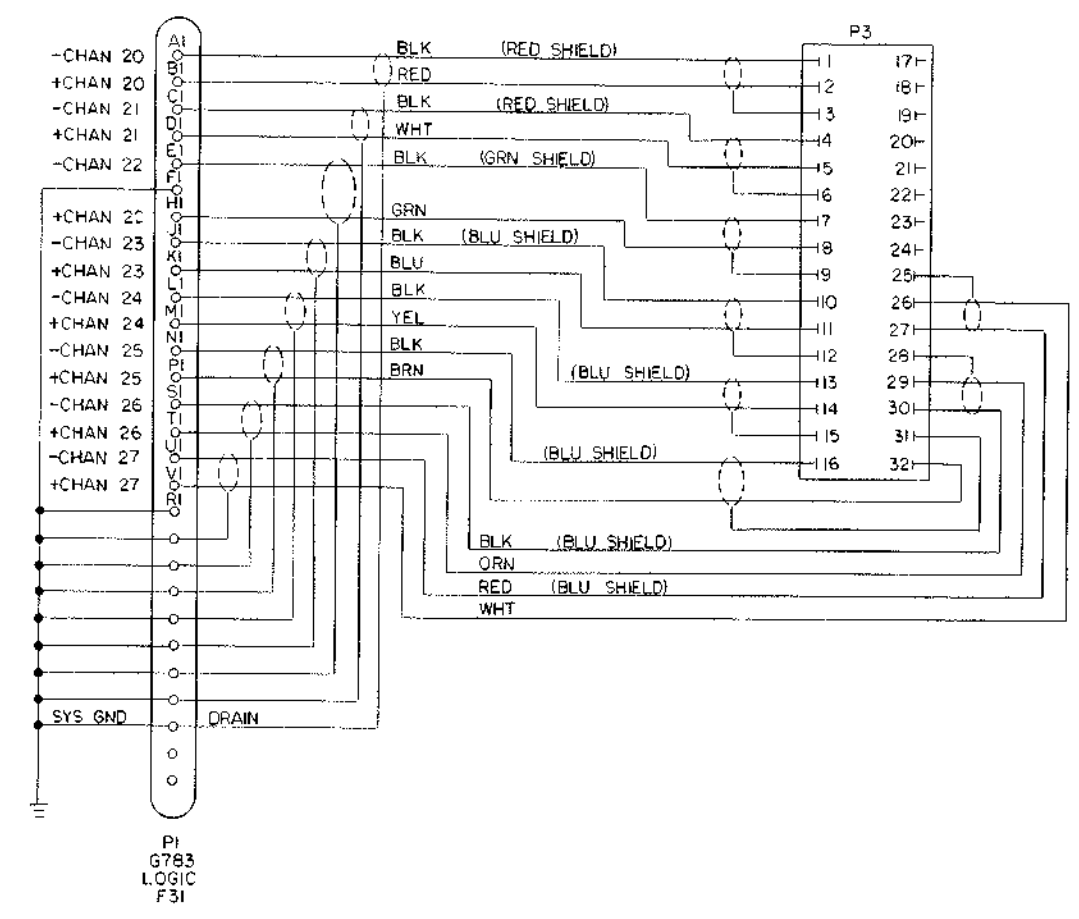 P3
A1
-CHAN 20
BLK (RED SHIELD)
1 17
B1
+CHAN 20
RED
2 18
C1
-CHAN 21
BLK (RED SHIELD)
3 19
D1
+CHAN 21
WHT
4 20
E1
-CHAN 22
BLK (GRN SHIELD)
5 21
F1
6 22
H1
+CHAN 22
GRN
7 23
J1
-CHAN 23
BLK (BLU SHIELD)
8 24
K1
+CHAN 23
BLU
9 25
L1
-CHAN 24
BLK
10 26
M1
+CHAN 24
YEL
11 27
N1
-CHAN 25
BLK
12 28
P1
+CHAN 25
BRN
(BLU SHIELD)
13 29
S1
-CHAN 26
14 30
T1
+CHAN 26
15 31
U1
-CHAN 27
(BLU SHIELD)
16 32
V1
+CHAN 27
R1
BLK (BLU SHIELD)
ORN
RED (BLU SHIELD)
WHT
SYS GND
DRAIN
P1
G783
LOGIC
F31